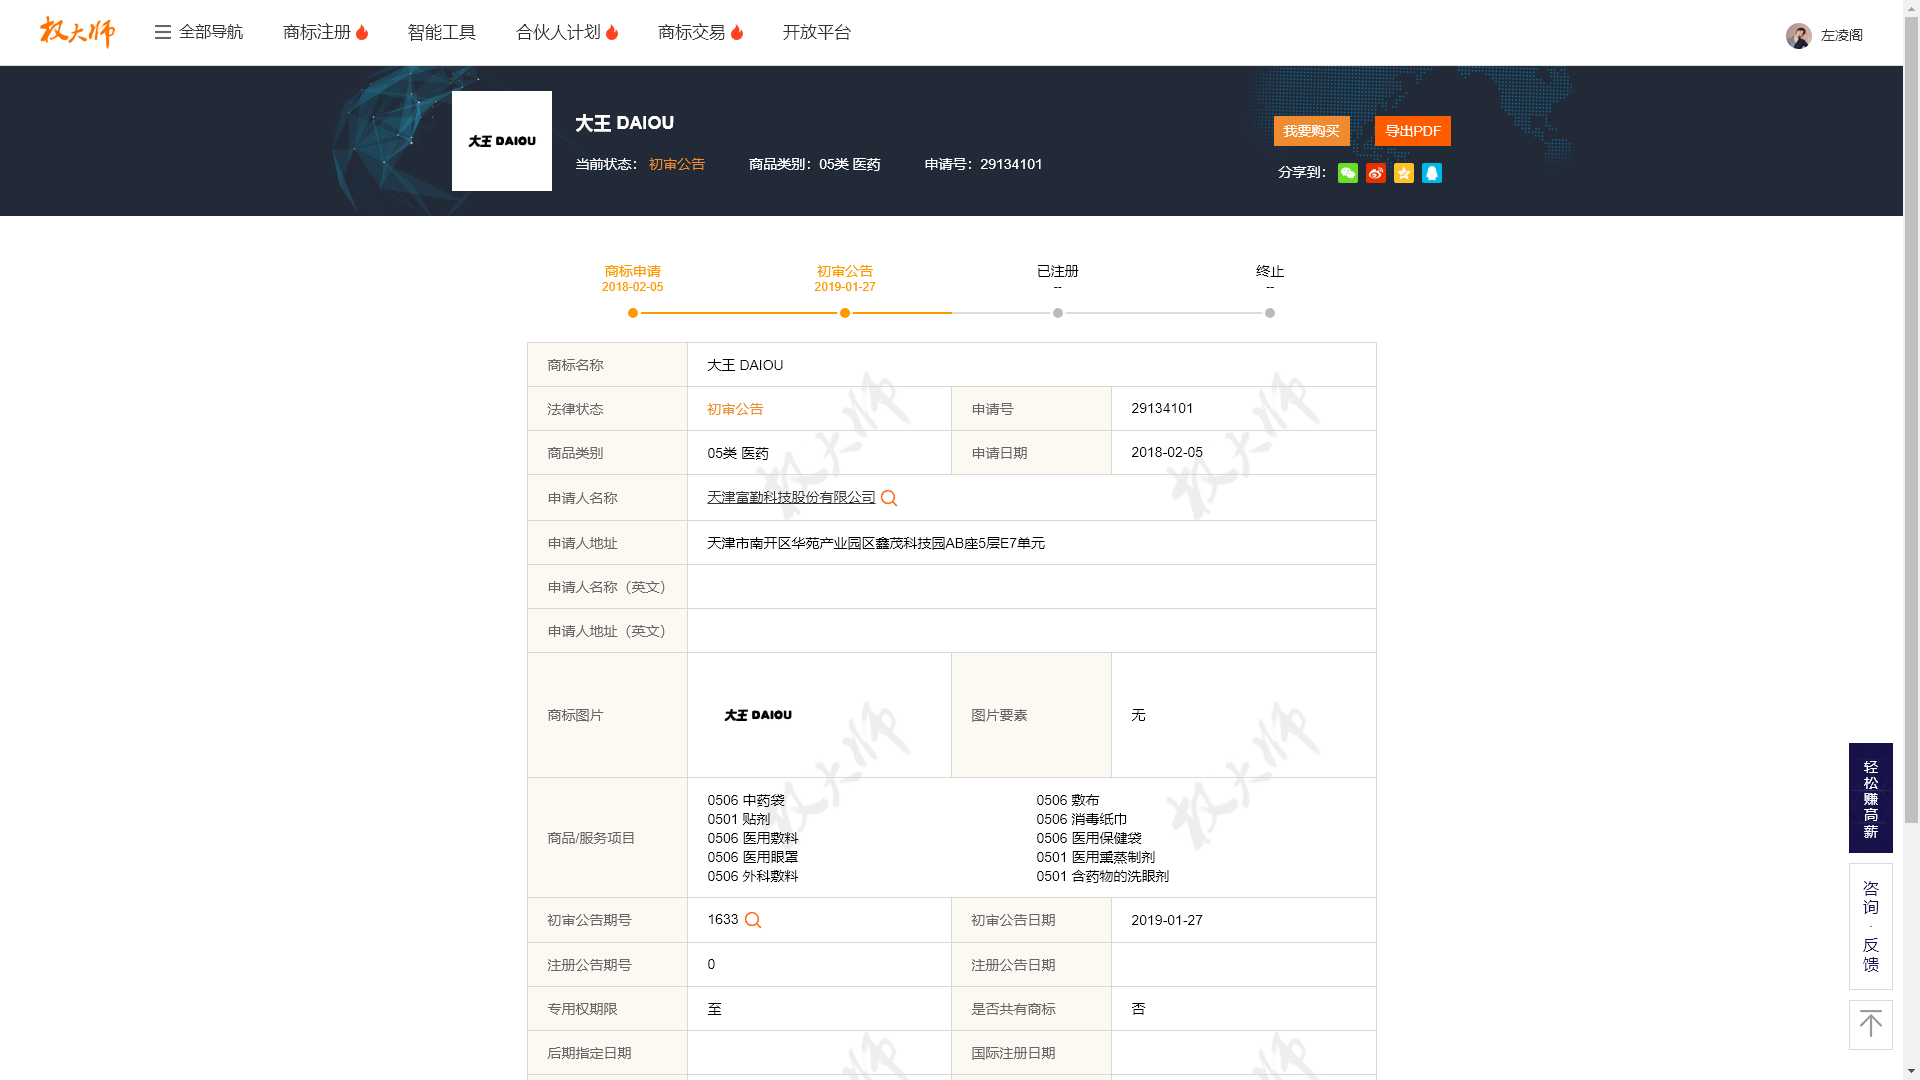 权大师
全部导航
商标注册
智能工具
合伙人计划
商标交易
开放平台
左凌阁
大王 DAIOU
大王 DAIOU
当前状态： 初审公告 商品类别：05类 医药 申请号：29134101
我要购买
导出PDF
分享到：
商标申请 初审公告 已注册 终止
2018-02-05 2019-01-27 -- --
商标名称 大王 DAIOU
法律状态 初审公告 申请号 29134101
商品类别 05类 医药 申请日期 2018-02-05
申请人名称 天津富勤科技股份有限公司
申请人地址 天津市南开区华苑产业园区鑫茂科技园AB座5层E7单元
申请人名称（英文）
申请人地址（英文）
商标图片 大王 DAIOU 图片要素 无
商品/服务项目
0506 中药袋 0506 敷布
0501 贴剂 0506 消毒纸巾
0506 医用敷料 0506 医用保健袋
0506 医用眼罩 0501 医用熏蒸制剂
0506 外科敷料 0501 含药物的洗眼剂
初审公告期号 1633 初审公告日期 2019-01-27
注册公告期号 0 注册公告日期
专用权期限 至 是否共有商标 否
后期指定日期 国际注册日期
权大师
权大师
权大师
权大师
轻松赚高薪
咨询·反馈